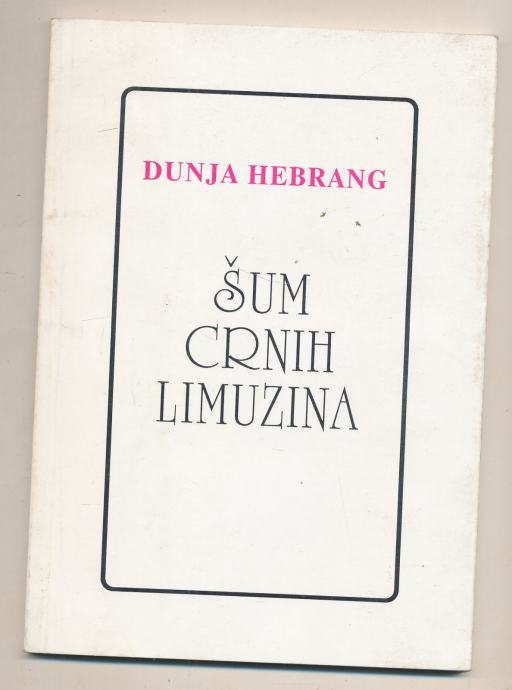 DUNJA HEBRANG
ŠUM
CRNIH
LIMUZINA